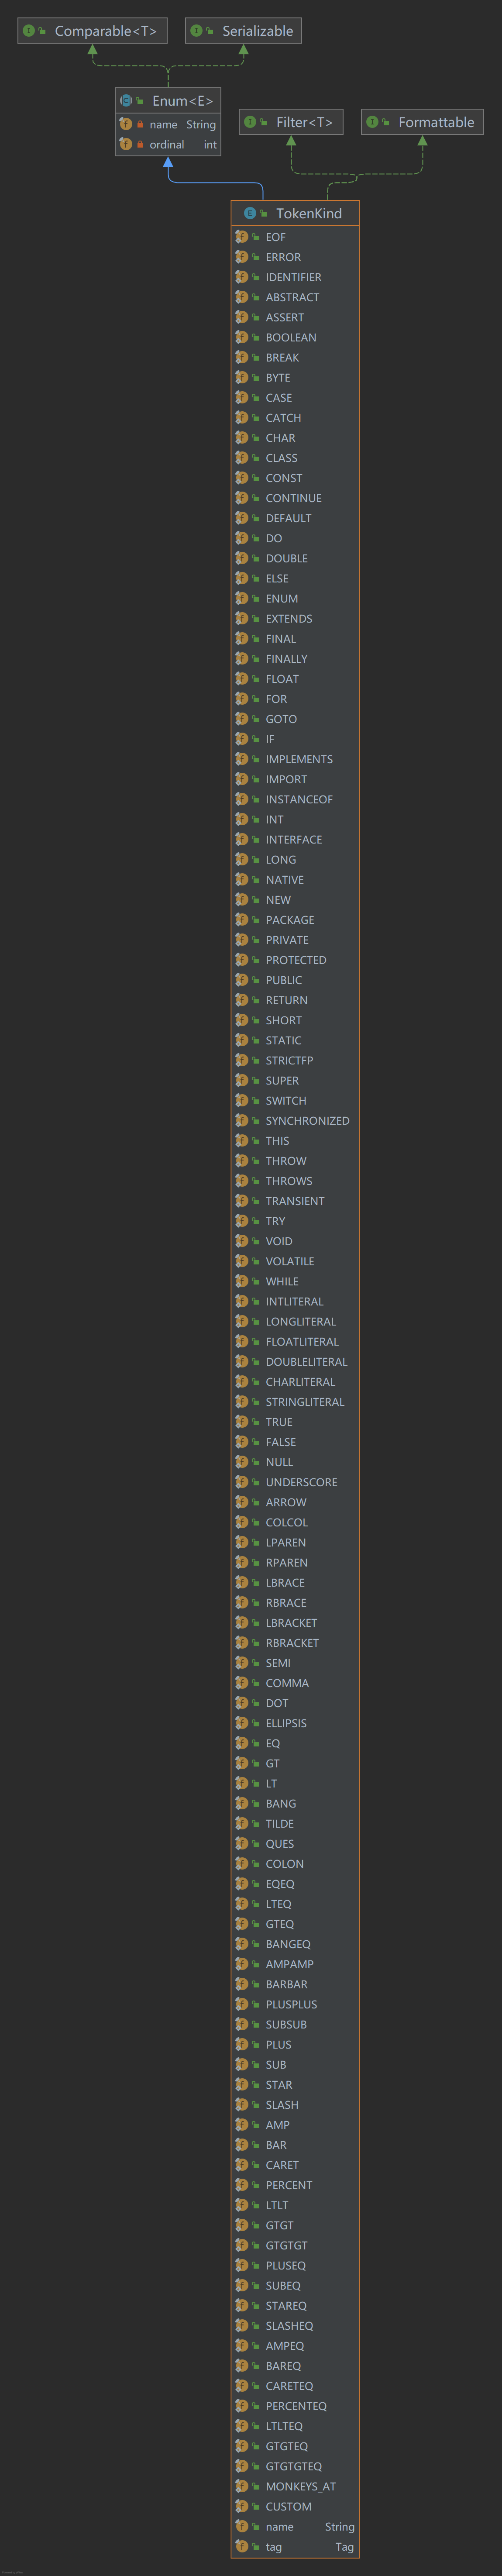 Comparable<T>
Serializable
Enum<E>
name String
ordinal int
Filter<T>
Formattable
TokenKind
EOF
ERROR
IDENTIFIER
ABSTRACT
ASSERT
BOOLEAN
BREAK
BYTE
CASE
CATCH
CHAR
CLASS
CONST
CONTINUE
DEFAULT
DO
DOUBLE
ELSE
ENUM
EXTENDS
FINAL
FINALLY
FLOAT
FOR
GOTO
IF
IMPLEMENTS
IMPORT
INSTANCEOF
INT
INTERFACE
LONG
NATIVE
NEW
PACKAGE
PRIVATE
PROTECTED
PUBLIC
RETURN
SHORT
STATIC
STRICTFP
SUPER
SWITCH
SYNCHRONIZED
THIS
THROW
THROWS
TRANSIENT
TRY
VOID
VOLATILE
WHILE
INTLITERAL
LONGLITERAL
FLOATLITERAL
DOUBLELITERAL
CHARLITERAL
STRINGLITERAL
TRUE
FALSE
NULL
UNDERSCORE
ARROW
COLCOL
LPAREN
RPAREN
LBRACE
RBRACE
LBRACKET
RBRACKET
SEMI
COMMA
DOT
ELLIPSIS
EQ
GT
LT
BANG
TILDE
QUES
COLON
EQEQ
LTEQ
GTEQ
BANGEQ
AMPAMP
BARBAR
PLUSPLUS
SUBSUB
PLUS
SUB
STAR
SLASH
AMP
BAR
CARET
PERCENT
LTLT
GTGT
GTGTGT
PLUSEQ
SUBEQ
STAREQ
SLASHEQ
AMPEQ
BAREQ
CARETEQ
PERCENTEQ
LTLTEQ
GTGTEQ
GTGTGTEQ
MONKEYS_AT
CUSTOM
name String
tag Tag